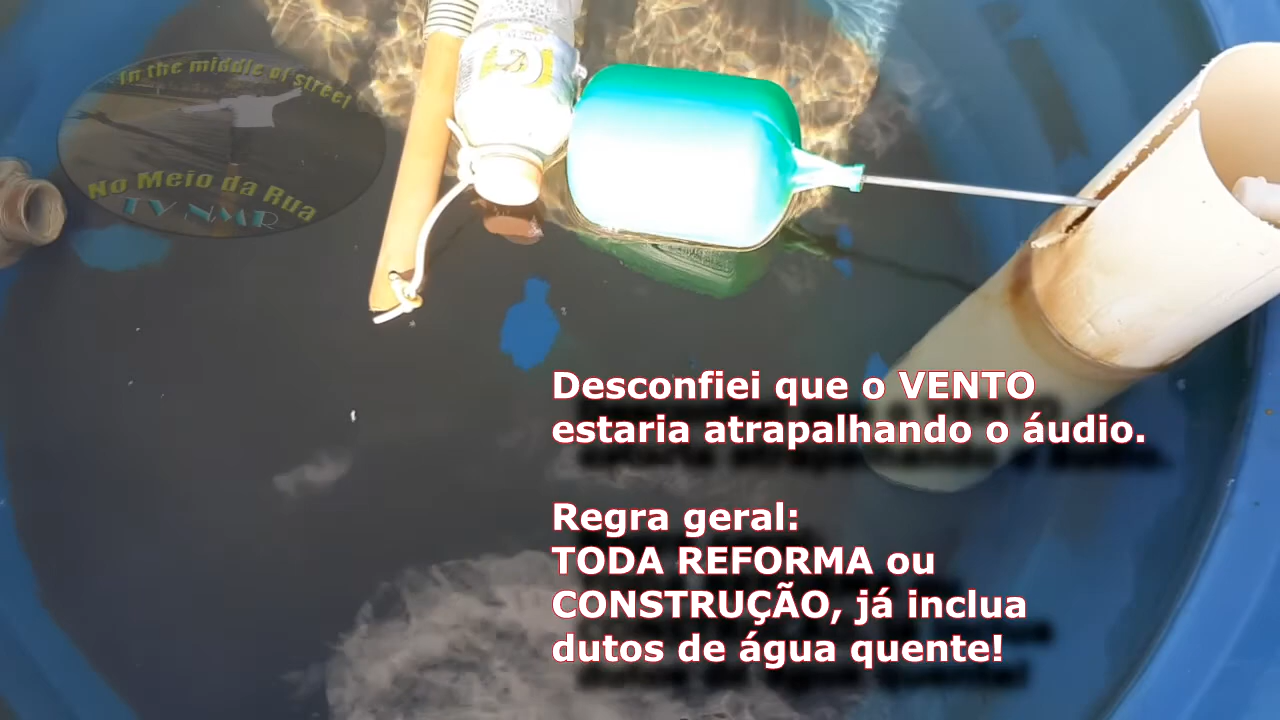 In the middle of street
No Meio da Rua
TV NMR
Desconfiei que o VENTO
estaria atrapalhando o áudio.
Regra geral:
TODA REFORMA ou
CONSTRUÇÃO, já inclua
dutos de água quente!